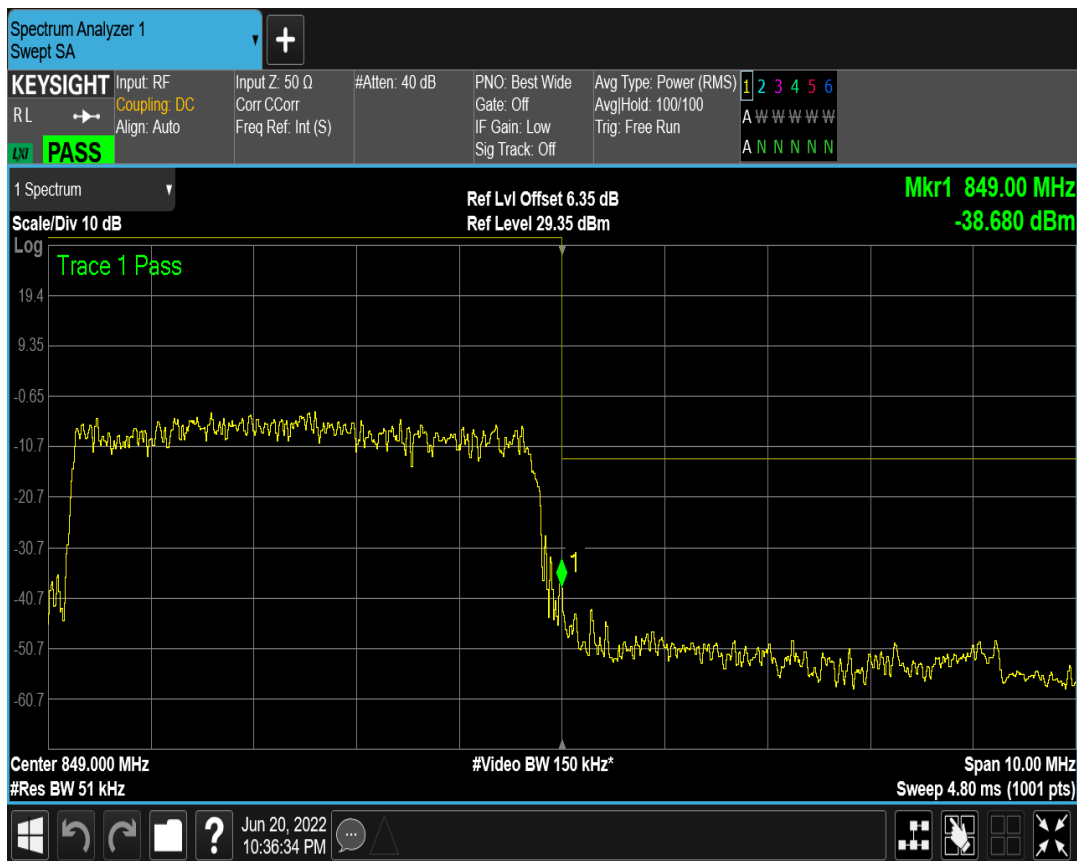 Spectrum Analyzer 1
Swept SA
+
KEYSIGHT
RL
LXI PASS
Input: RF
Coupling: DC
Align: Auto
Input Z: 50 Ω
Corr CCorr
Freq Ref: Int (S)
#Atten: 40 dB
PNO: Best Wide
Gate: Off
IF Gain: Low
Sig Track: Off
Avg Type: Power (RMS)
Avg|Hold: 100/100
Trig: Free Run
1 2 3 4 5 6
A W W W W W
A N N N N N
1 Spectrum
Scale/Div 10 dB
Ref Lvl Offset 6.35 dB
Ref Level 29.35 dBm
Mkr1 849.00 MHz
-38.680 dBm
Log
Trace 1 Pass
19.4
9.35
-0.65
-10.7
-20.7
-30.7
1
-40.7
-50.7
-60.7
Center 849.000 MHz
#Video BW 150 kHz*
Span 10.00 MHz
#Res BW 51 kHz
Sweep 4.80 ms (1001 pts)
?
Jun 20, 2022
10:36:34 PM